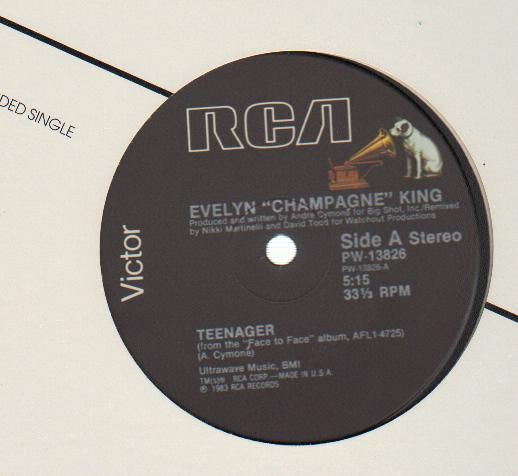 DED SINGLE
RCA
Victor
EVELYN "CHAMPAGNE" KING
Produced and written by Andre Cymone for Big Shot, Inc./Remixed
by Nikki Martinelli and David Todd for Watchout Productions
Side A Stereo
PW-13826
PW-13826-A
5:15
33⅓ RPM
TEENAGER
(from the "Face to Face" album, AFL1-4725)
(A. Cymone)
Ultrawave Music, BMI
TM(s)® RCA CORP.—MADE IN U.S.A.
℗ 1983 RCA RECORDS